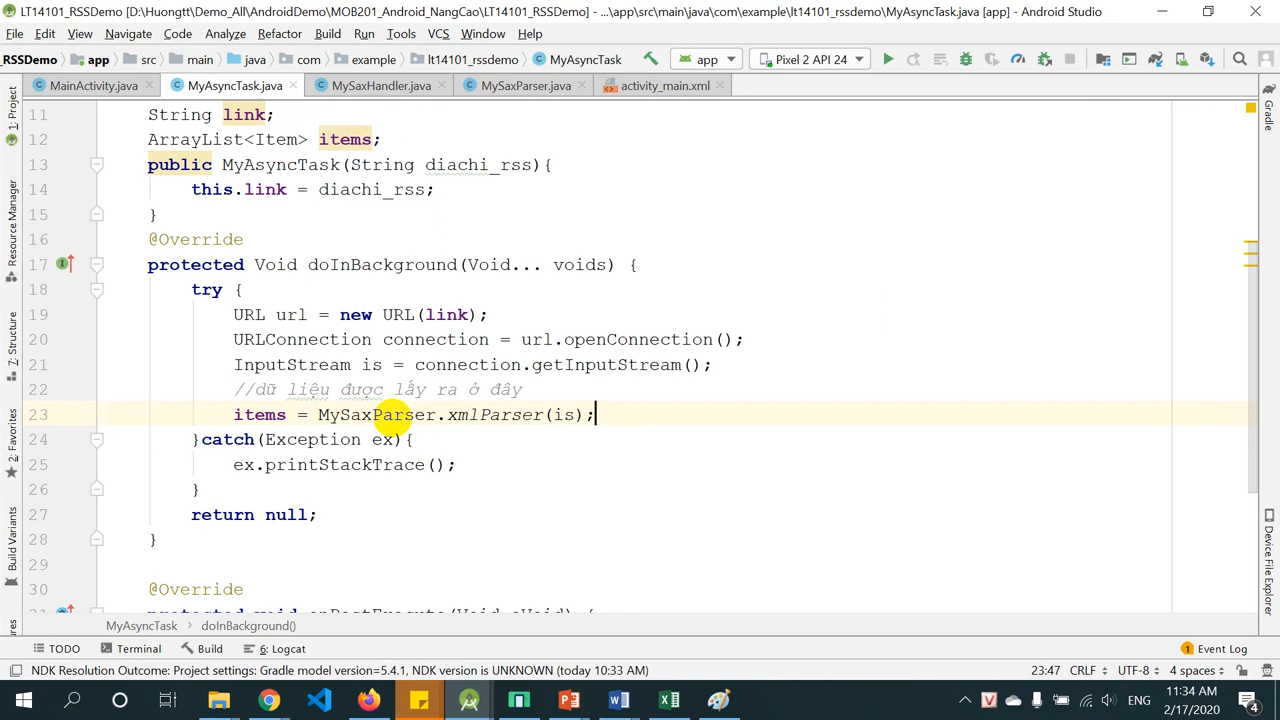 LT14101_RSSDemo [D:\Huongtt\Demo_All\AndroidDemo\MOB201_Android_NangCao\LT14101_RSSDemo] - ...\app\src\main\java\com\example\lt14101_rssdemo\MyAsyncTask.java [app] - Android Studio
File Edit View Navigate Code Analyze Refactor Build Run Tools VCS Window Help
_RSSDemo app src main java com example lt14101_rssdemo MyAsyncTask app Pixel 2 API 24
MainActivity.java MyAsyncTask.java MySaxHandler.java MySaxParser.java activity_main.xml
1: Project
Resource Manager
7: Structure
2: Favorites
Build Variants
11 String link;
12 ArrayList<Item> items;
13 public MyAsyncTask(String diachi_rss){
14 this.link = diachi_rss;
15 }
16 @Override
17 protected Void doInBackground(Void... voids) {
18 try {
19 URL url = new URL(link);
20 URLConnection connection = url.openConnection();
21 InputStream is = connection.getInputStream();
22 //dữ liệu được lấy ra ở đây
23 items = MySaxParser.xmlParser(is);
24 }catch(Exception ex){
25 ex.printStackTrace();
26 }
27 return null;
28 }
29
30 @Override
31 protected void onPostExecute(Void aVoid) {
Gradle
Device File Explorer
MyAsyncTask doInBackground()
TODO Terminal Build 6: Logcat 1 Event Log
NDK Resolution Outcome: Project settings: Gradle model version=5.4.1, NDK version is UNKNOWN (today 10:33 AM) 23:47 CRLF UTF-8 4 spaces
ENG 11:34 AM
2/17/2020 4